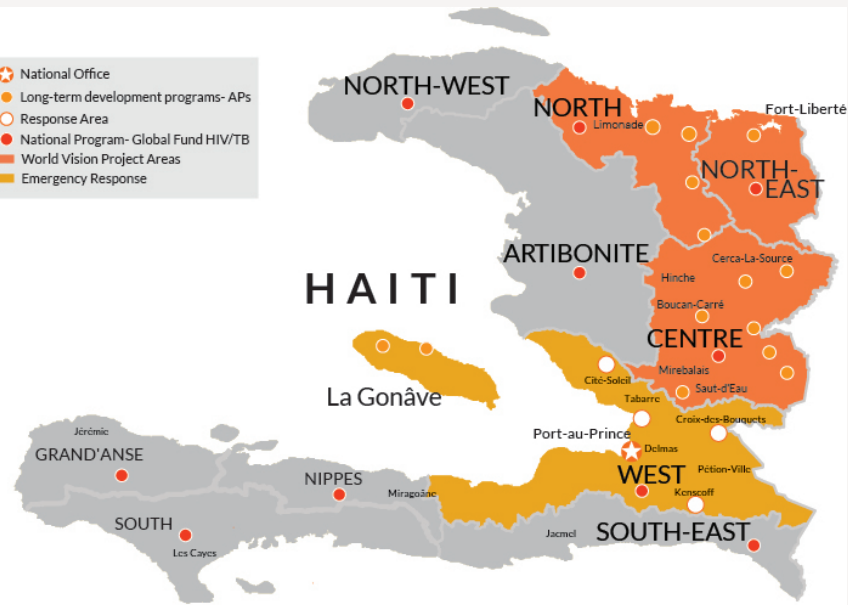 National Office
Long-term development programs- APs
Response Area
National Program- Global Fund HIV/TB
World Vision Project Areas
Emergency Response
NORTH-WEST
NORTH
Limonade
Fort-Liberté
NORTH-
EAST
ARTIBONITE
Cerca-La-Source
Hinche
HAITI
Boucan-Carré
CENTRE
Mirebalais
Cité-Soleil
Saut-d'Eau
La Gonâve
Tabarre
Croix-des-Bouquets
Port-au-Prince
Delmas
Jérémie
GRAND'ANSE
Pétion-Ville
WEST
NIPPES
Miragoâne
Kenscoff
SOUTH
Les Cayes
Jacmel
SOUTH-EAST